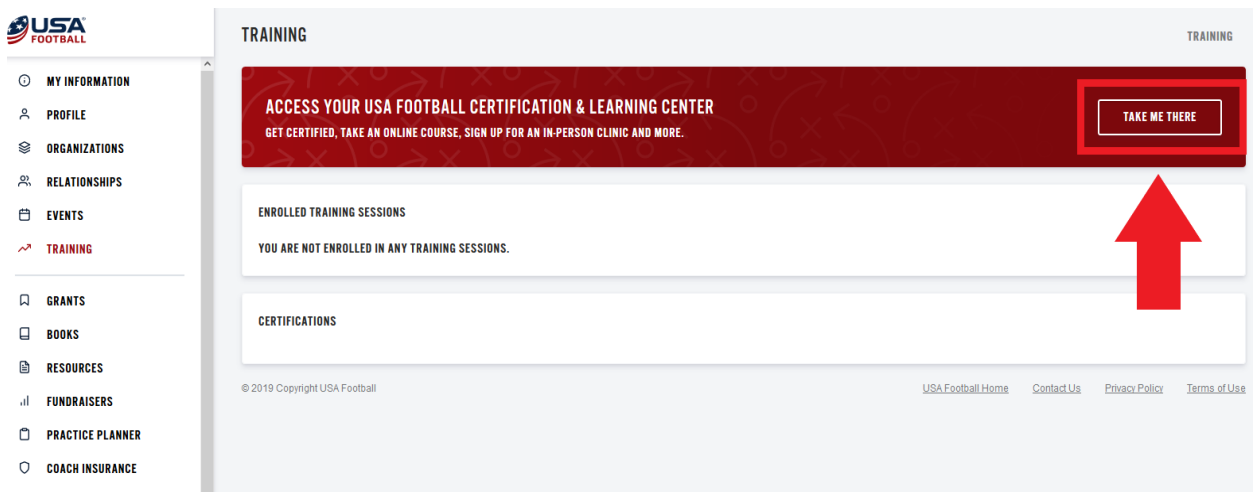 USA
FOOTBALL
MY INFORMATION
PROFILE
ORGANIZATIONS
RELATIONSHIPS
EVENTS
TRAINING
GRANTS
BOOKS
RESOURCES
FUNDRAISERS
PRACTICE PLANNER
COACH INSURANCE
TRAINING
TRAINING
ACCESS YOUR USA FOOTBALL CERTIFICATION & LEARNING CENTER
GET CERTIFIED, TAKE AN ONLINE COURSE, SIGN UP FOR AN IN-PERSON CLINIC AND MORE.
TAKE ME THERE
ENROLLED TRAINING SESSIONS
YOU ARE NOT ENROLLED IN ANY TRAINING SESSIONS.
CERTIFICATIONS
© 2019 Copyright USA Football
USA Football Home Contact Us Privacy Policy Terms of Use